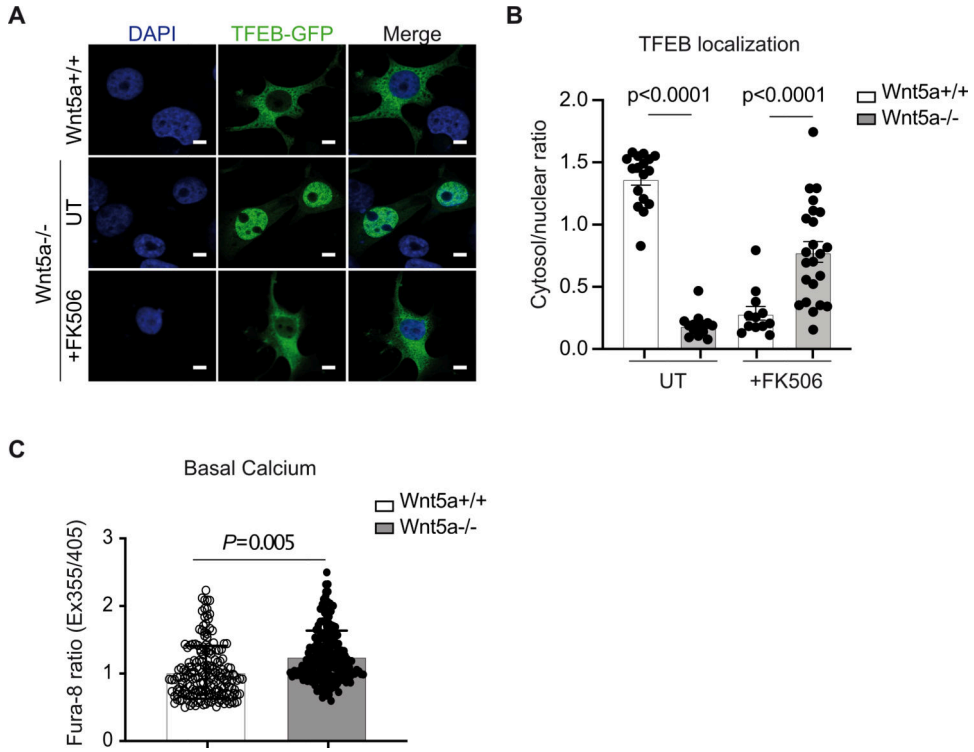 A
DAPI TFEB-GFP Merge
Wnt5a+/+
Wnt5a-/-
UT
+FK506
B
TFEB localization
p<0.0001 p<0.0001
Wnt5a+/+
Wnt5a-/-
Cytosol/nuclear ratio
2.0
1.5
1.0
0.5
0.0
UT +FK506
C
Basal Calcium
Wnt5a+/+
Wnt5a-/-
P=0.005
Fura-8 ratio (Ex355/405)
3
2
1
0